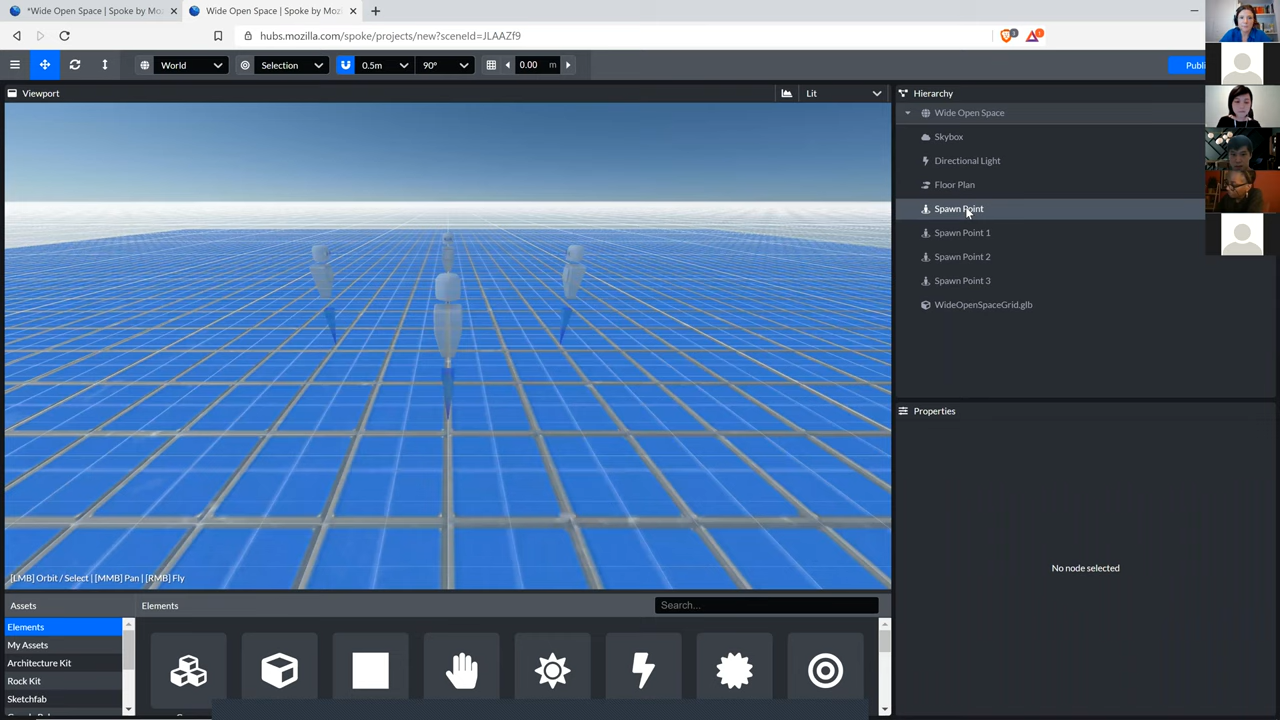 *Wide Open Space | Spoke by Moz
Wide Open Space | Spoke by Moz
hubs.mozilla.com/spoke/projects/new?sceneId=JLAAZf9
World
Selection
0.5m
90°
0.00 m
Publi
Viewport
Lit
Hierarchy
Wide Open Space
Skybox
Directional Light
Floor Plan
Spawn Point
Spawn Point 1
Spawn Point 2
Spawn Point 3
WideOpenSpaceGrid.glb
Properties
No node selected
[LMB] Orbit / Select | [MMB] Pan | [RMB] Fly
Assets
Elements
Search...
Elements
My Assets
Architecture Kit
Rock Kit
Sketchfab